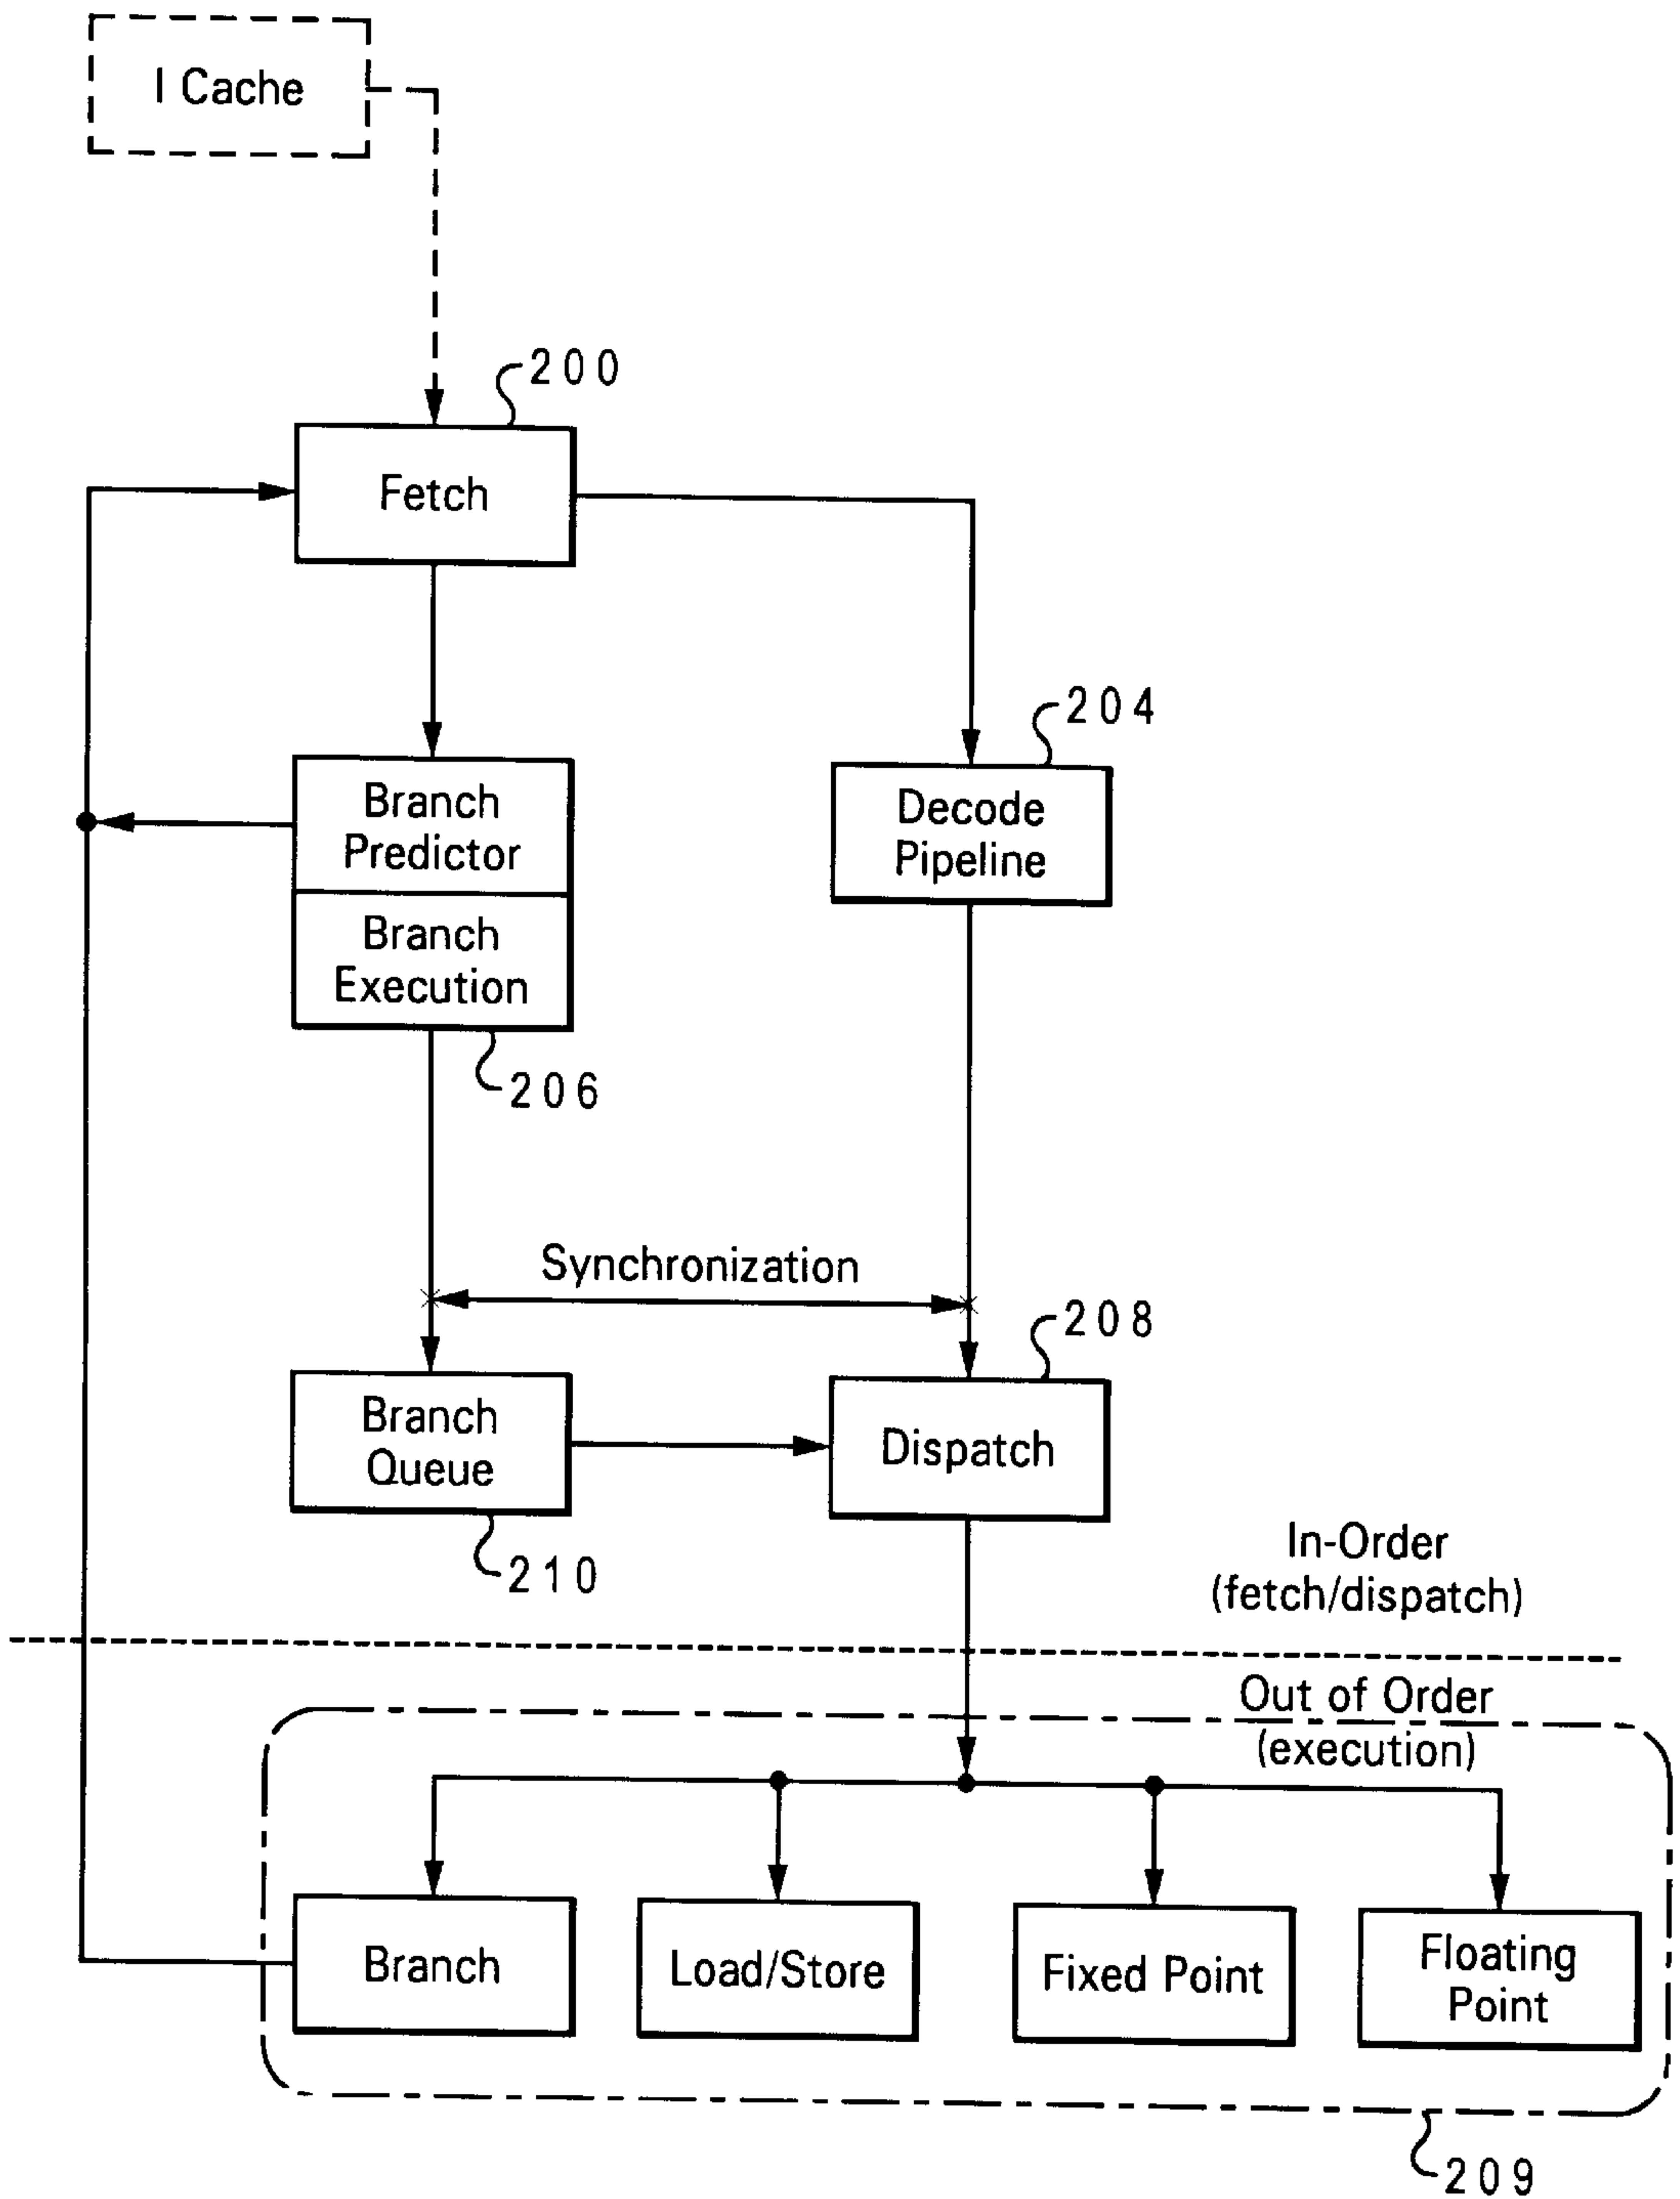 I Cache
200
Fetch
204
Branch
Predictor
Decode
Pipeline
Branch
Execution
206
Synchronization
208
Branch
Queue
Dispatch
210
In-Order
(fetch/dispatch)
Out of Order
(execution)
Branch
Load/Store
Fixed Point
Floating
Point
209